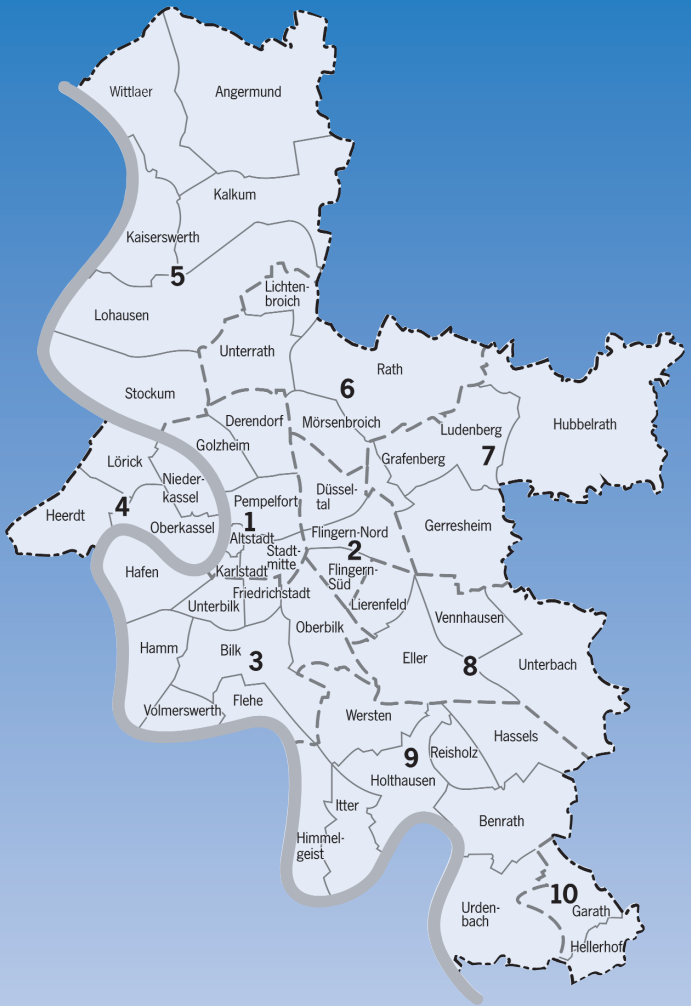 Wittlaer
Angermund
Kalkum
Kaiserswerth
5
Lichten-
broich
Lohausen
Unterrath
Rath
6
Stockum
Derendorf
Mörsenbroich
Ludenberg
Hubbelrath
Golzheim
Grafenberg
7
Lörick
Nieder-
kassel
Düssel-
tal
Pempelfort
4
Heerdt
Oberkassel
1
Altstadt
Flingern-Nord
Gerresheim
Stadt-
mitte
2
Hafen
Karlstadt
Flingern-
Süd
Friedrichstadt
Unterbilk
Lierenfeld
Vennhausen
Oberbilk
Hamm
Bilk
3
Eller
8
Unterbach
Flehe
Volmerswerth
Wersten
Hassels
9
Reisholz
Holthausen
Itter
Benrath
Himmel-
geist
10
Urden-
bach
Garath
Hellerhof